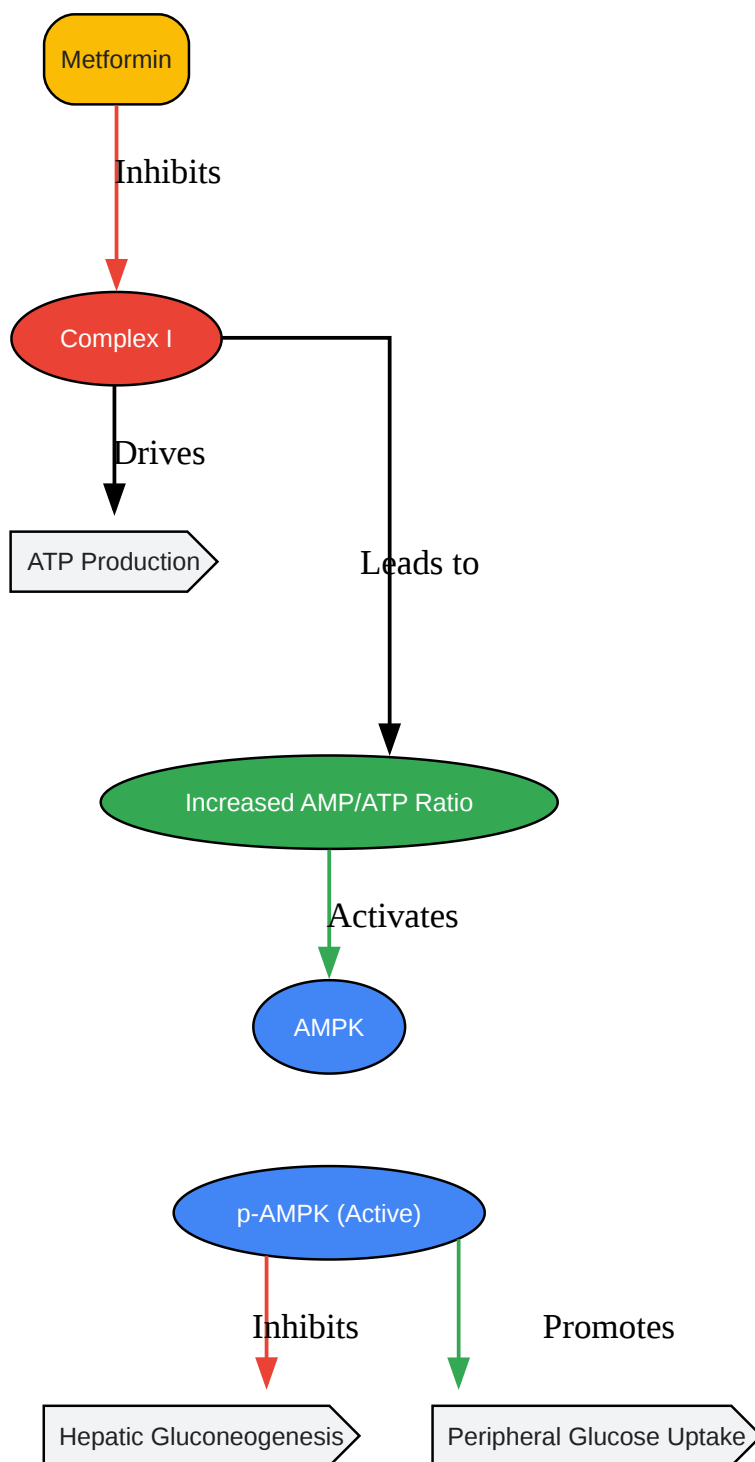 Metformin
Inhibits
Complex I
Drives
ATP Production
Leads to
Increased AMP/ATP Ratio
Activates
AMPK
p-AMPK (Active)
Inhibits
Promotes
Hepatic Gluconeogenesis
Peripheral Glucose Uptake